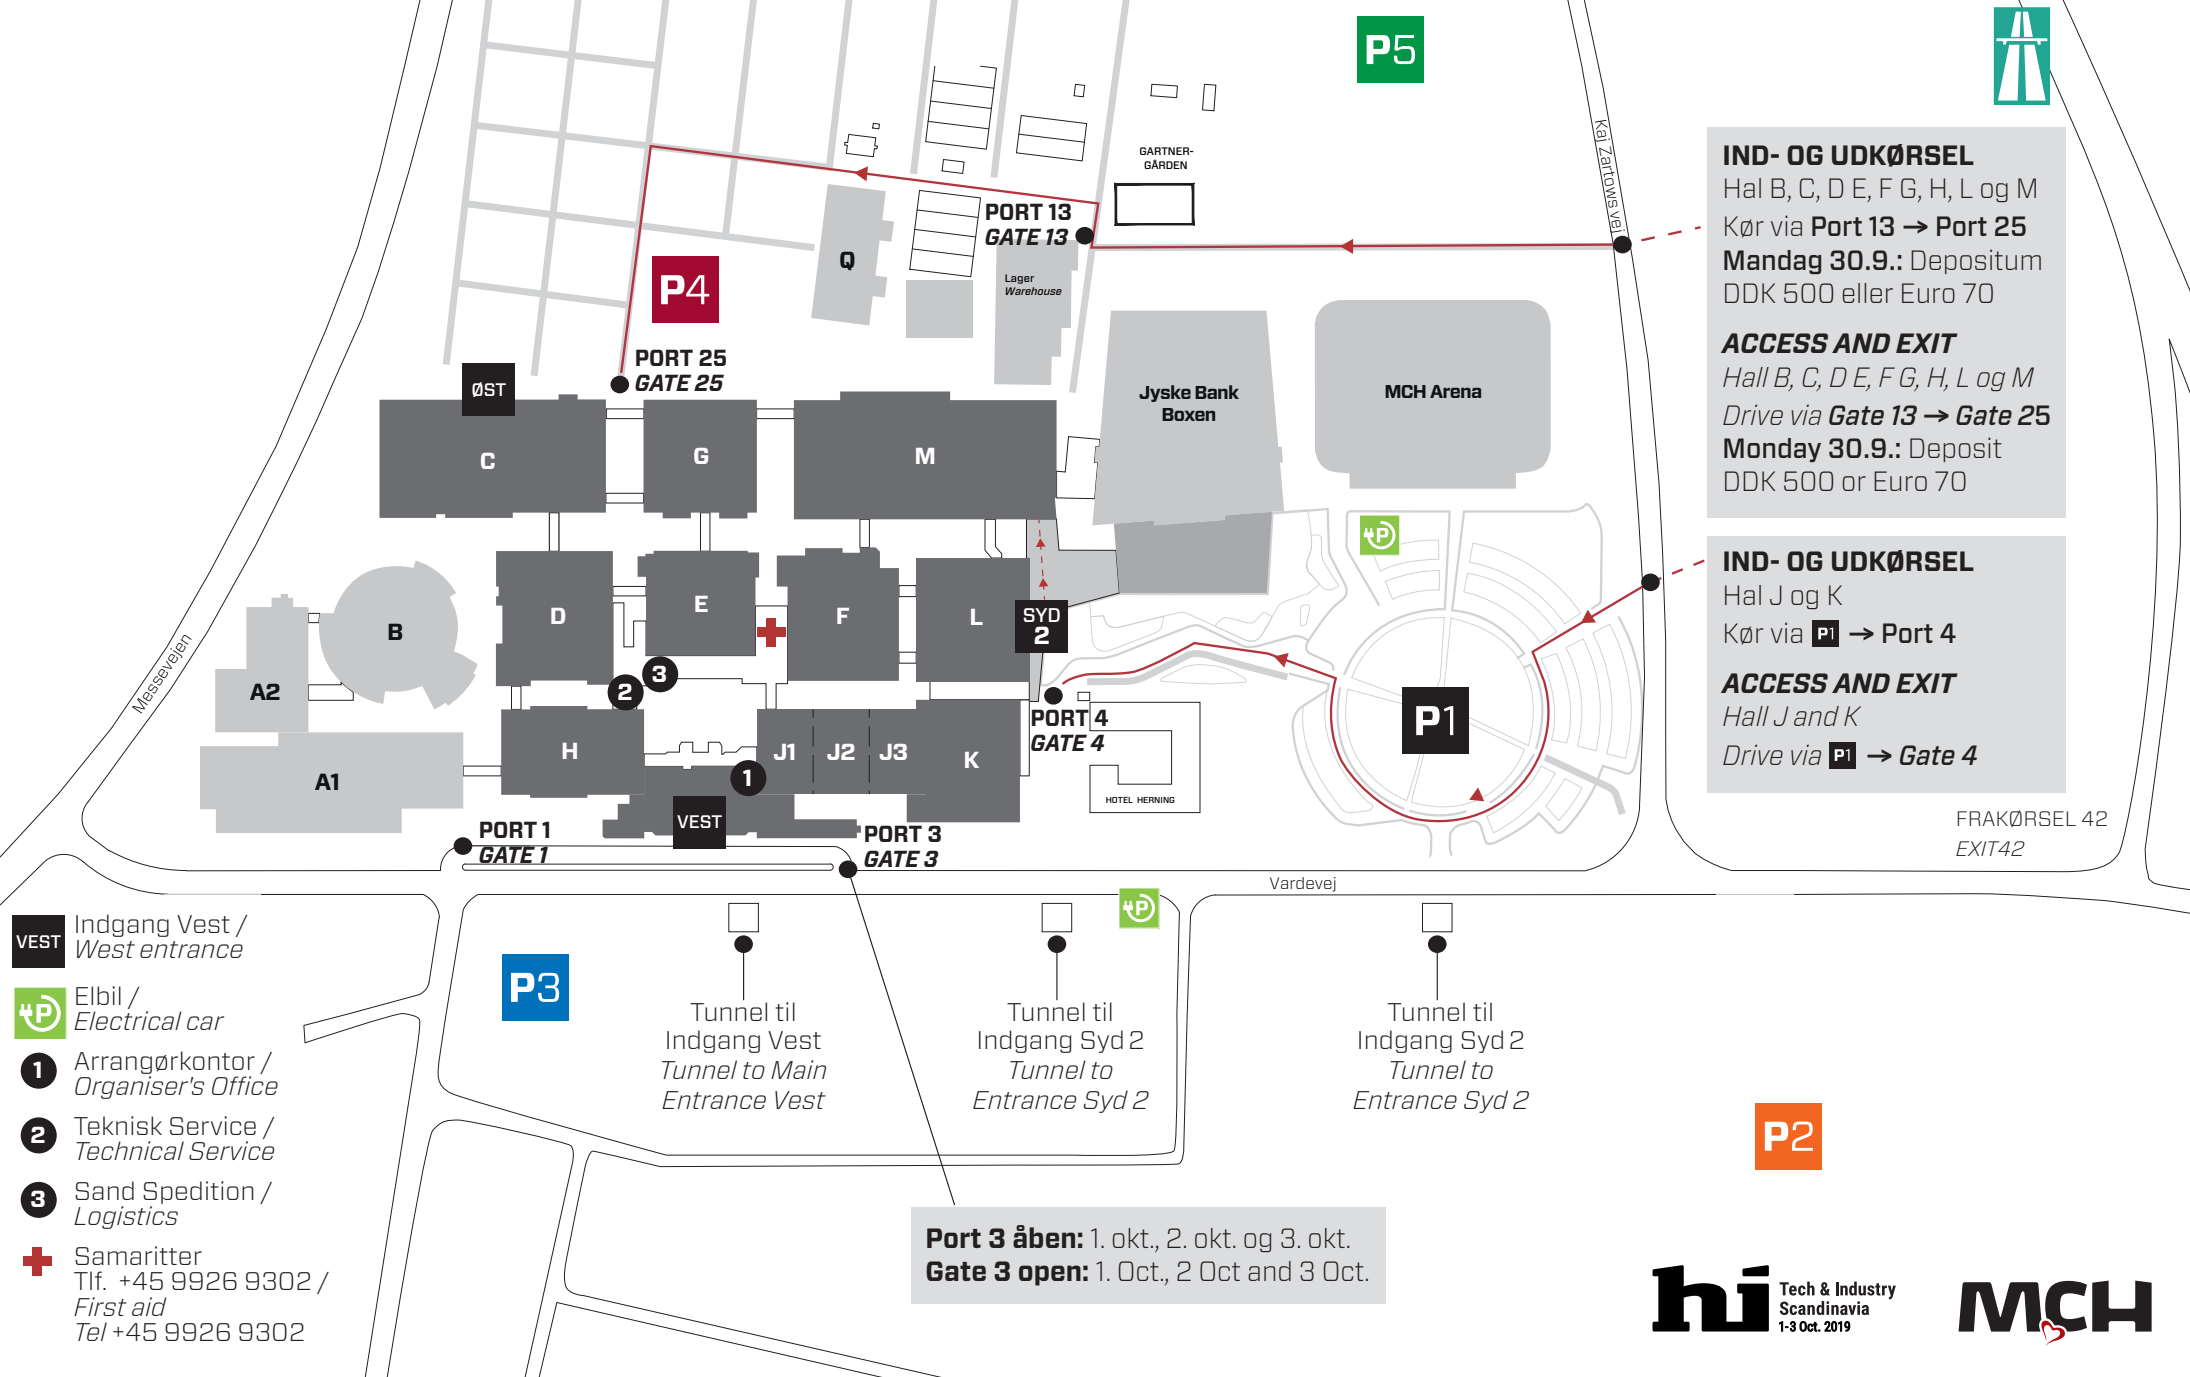 P5
Kaj Zartows vej
GARTNER-
GÅRDEN
PORT 13
GATE 13
Q
Lager
Warehouse
P4
PORT 25
GATE 25
ØST
C
G
M
Jyske Bank
Boxen
MCH Arena
IND- OG UDKØRSEL
Hal B, C, D E, F G, H, L og M
Kør via Port 13 → Port 25
Mandag 30.9.: Depositum
DDK 500 eller Euro 70
ACCESS AND EXIT
Hall B, C, D E, F G, H, L og M
Drive via Gate 13 → Gate 25
Monday 30.9.: Deposit
DDK 500 or Euro 70
IND- OG UDKØRSEL
Hal J og K
Kør via P1 → Port 4
ACCESS AND EXIT
Hall J and K
Drive via P1 → Gate 4
FRAKØRSEL 42
EXIT42
P
D
E
F
L
SYD
2
B
A2
A1
Messevejen
2
3
H
J1
J2
J3
K
1
VEST
PORT 4
GATE 4
HOTEL HERNING
P1
PORT 1
GATE 1
PORT 3
GATE 3
Vardevej
P
P3
Tunnel til
Indgang Vest
Tunnel to Main
Entrance Vest
Tunnel til
Indgang Syd 2
Tunnel to
Entrance Syd 2
Tunnel til
Indgang Syd 2
Tunnel to
Entrance Syd 2
P2
VEST
Indgang Vest /
West entrance
P
Elbil /
Electrical car
1
Arrangørkontor /
Organiser's Office
2
Teknisk Service /
Technical Service
3
Sand Spedition /
Logistics
Samaritter
Tlf. +45 9926 9302 /
First aid
Tel +45 9926 9302
Port 3 åben: 1. okt., 2. okt. og 3. okt.
Gate 3 open: 1. Oct., 2 Oct and 3 Oct.
hi
Tech & Industry
Scandinavia
1-3 Oct. 2019
MCH